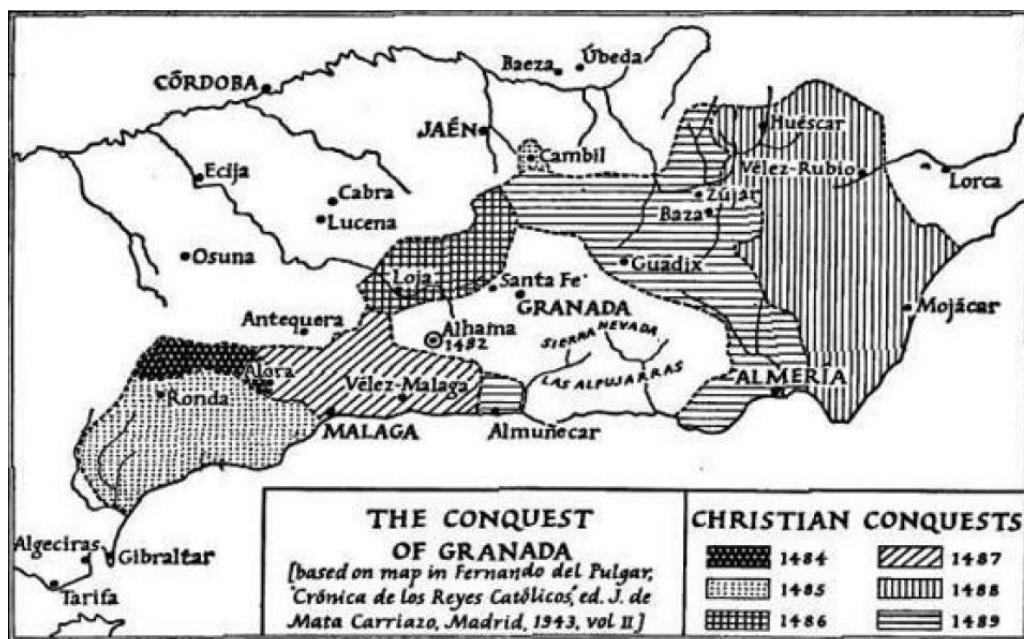 Úbeda
Baeza
CÓRDOBA
JAÉN
Huéscar
Cambil
Vélez-Rubio
Lorca
Ecija
Cabra
Zújar
Baza
Lucena
Osuna
Guadix
Loja
Santa Fe
GRANADA
Mojácar
Antequera
Alhama
1482
SIERRA NEVADA
LAS ALPUJARRAS
Alora
Vélez-Malaga
ALMERÍA
Ronda
MALAGA
Almuñecar
Algeciras
Gibraltar
Tarifa
THE CONQUEST
OF GRANADA
[based on map in Fernando del Pulgar,
'Crónica de los Reyes Católicos', ed. J. de
Mata Carriazo, Madrid, 1943, vol II]
CHRISTIAN CONQUESTS
1484
1487
1485
1488
1486
1489